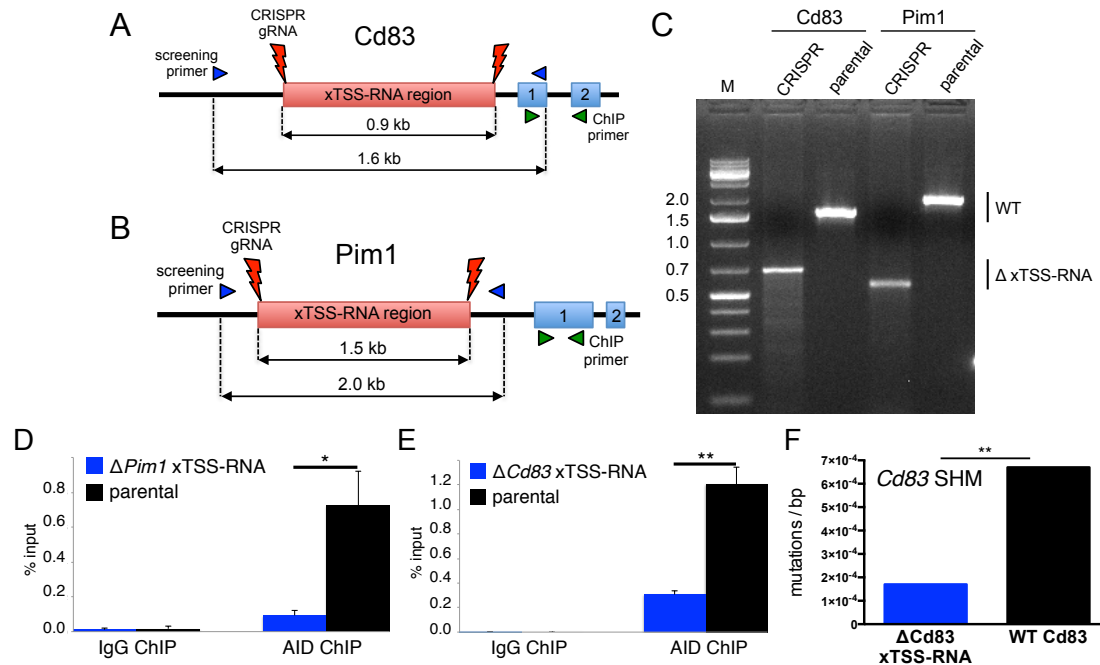 A
CRISPR
gRNA
Cd83
screening
primer
xTSS-RNA region
1
2
ChIP
primer
0.9 kb
1.6 kb
B
CRISPR
gRNA
Pim1
screening
primer
xTSS-RNA region
1
2
ChIP
primer
1.5 kb
2.0 kb
C
Cd83
Pim1
M
CRISPR
parental
CRISPR
parental
2.0
1.5
1.0
0.7
0.5
WT
Δ xTSS-RNA
D
ΔPim1 xTSS-RNA
parental
*
% input
0.8
0.6
0.4
0.2
0.0
IgG ChIP
AID ChIP
E
ΔCd83 xTSS-RNA
parental
**
% input
1.2
1.0
0.8
0.6
0.4
0.2
0.0
IgG ChIP
AID ChIP
F
Cd83 SHM
**
mutations / bp
7×10-4
6×10-4
5×10-4
4×10-4
3×10-4
2×10-4
1×10-4
0
ΔCd83
xTSS-RNA
WT Cd83